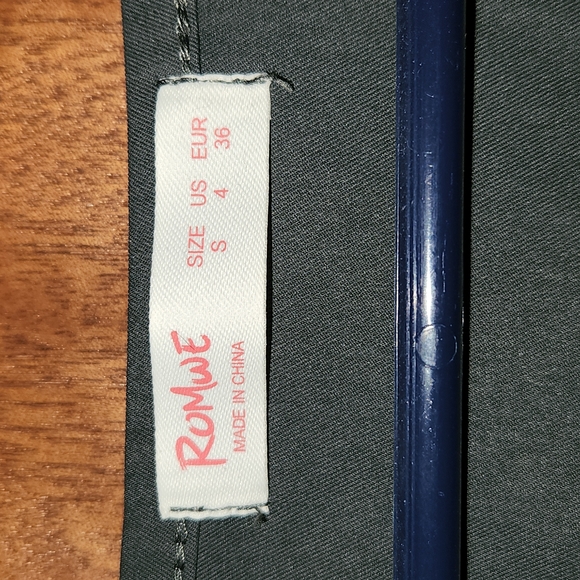 ROMWE
MADE IN CHINA
SIZE US EUR
S 4 36